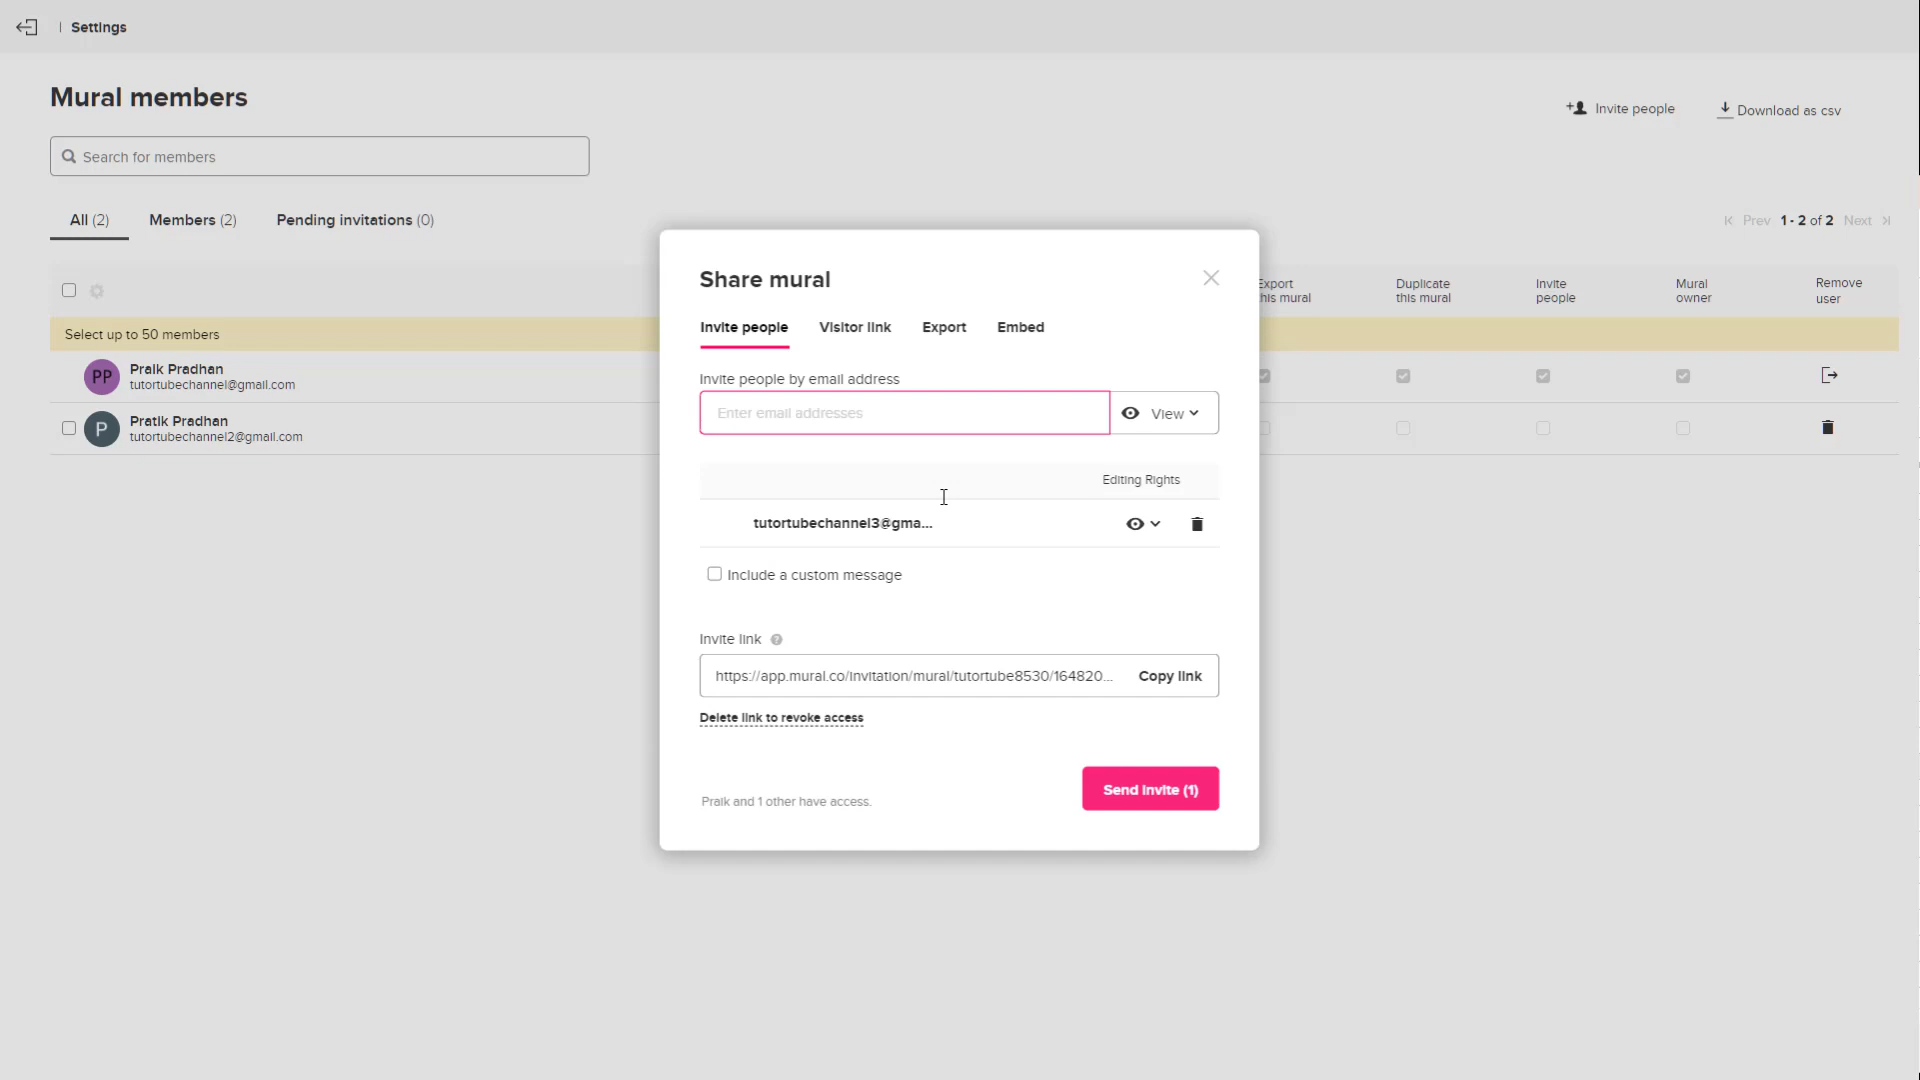 Settings
Mural members
Invite people
Download as csv
Search for members
All (2)
Members (2)
Pending invitations (0)
Prev 1 - 2 of 2 Next
Export this mural
Duplicate this mural
Invite people
Mural owner
Remove user
Select up to 50 members
PP
Praik Pradhan
tutortubechannel@gmail.com
P
Pratik Pradhan
tutortubechannel2@gmail.com
Share mural
Invite people
Visitor link
Export
Embed
Invite people by email address
Enter email addresses
View
Editing Rights
tutortubechannel3@gma...
Include a custom message
Invite link
https://app.mural.co/invitation/mural/tutortube8530/164820...
Copy link
Delete link to revoke access
Praik and 1 other have access.
Send invite (1)